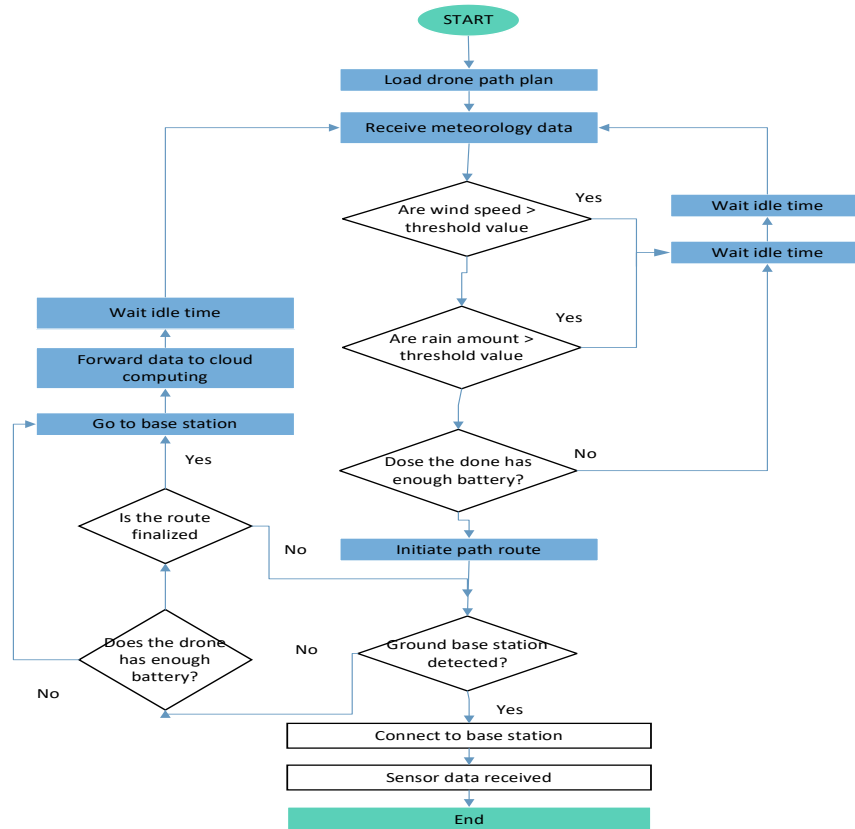 START
Load drone path plan
Receive meteorology data
Are wind speed >
threshold value
Yes
Wait idle time
Wait idle time
Wait idle time
Are rain amount >
threshold value
Yes
Forward data to cloud
computing
Go to base station
Yes
Dose the done has
enough battery?
No
Is the route
finalized
No
Initiate path route
Does the drone
has enough
battery?
No
No
Ground base station
detected?
Yes
Connect to base station
Sensor data received
End